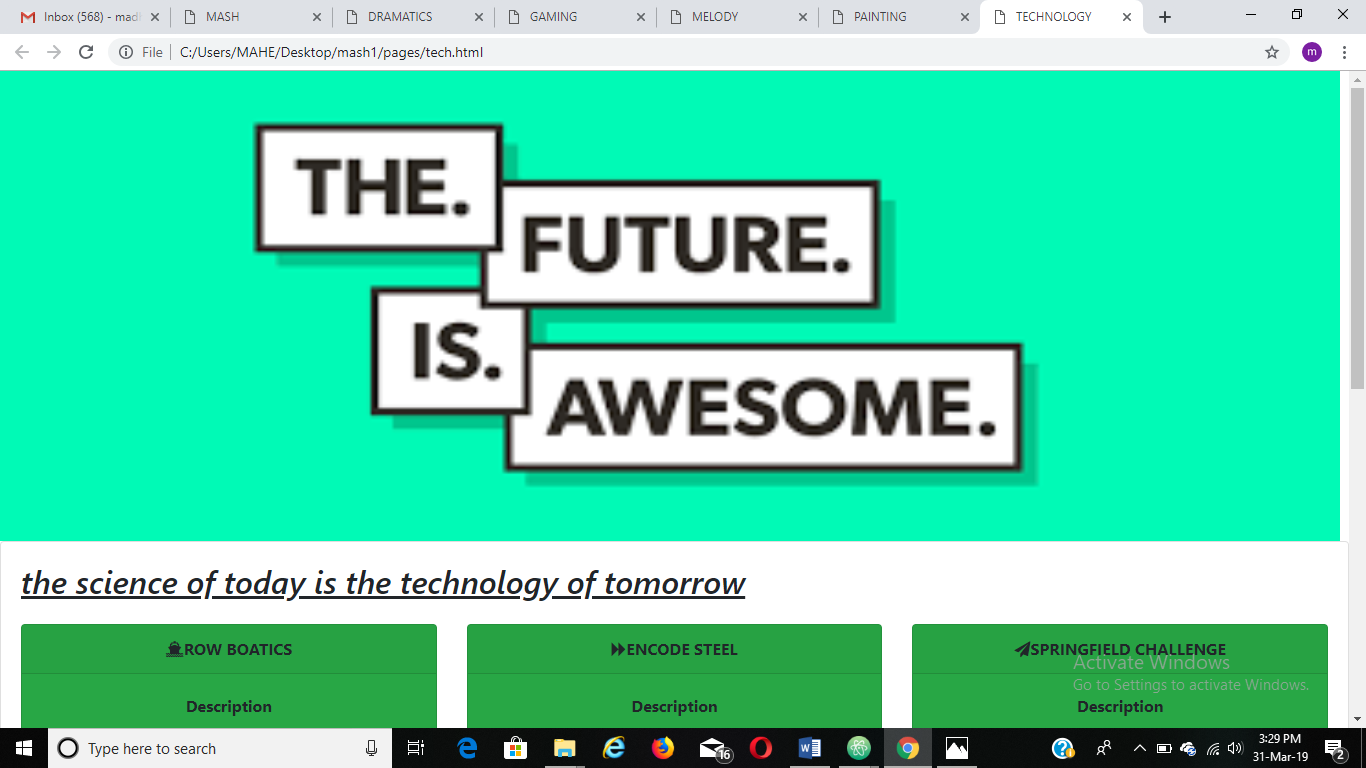 Inbox (568) - mad
MASH
DRAMATICS
GAMING
MELODY
PAINTING
TECHNOLOGY
File
C:/Users/MAHE/Desktop/mash1/pages/tech.html
m
THE.
FUTURE.
IS.
AWESOME.
the science of today is the technology of tomorrow
ROW BOATICS
ENCODE STEEL
SPRINGFIELD CHALLENGE
Activate Windows
Go to Settings to activate Windows.
Description
Description
Description
Type here to search
16
3:29 PM
31-Mar-19
2